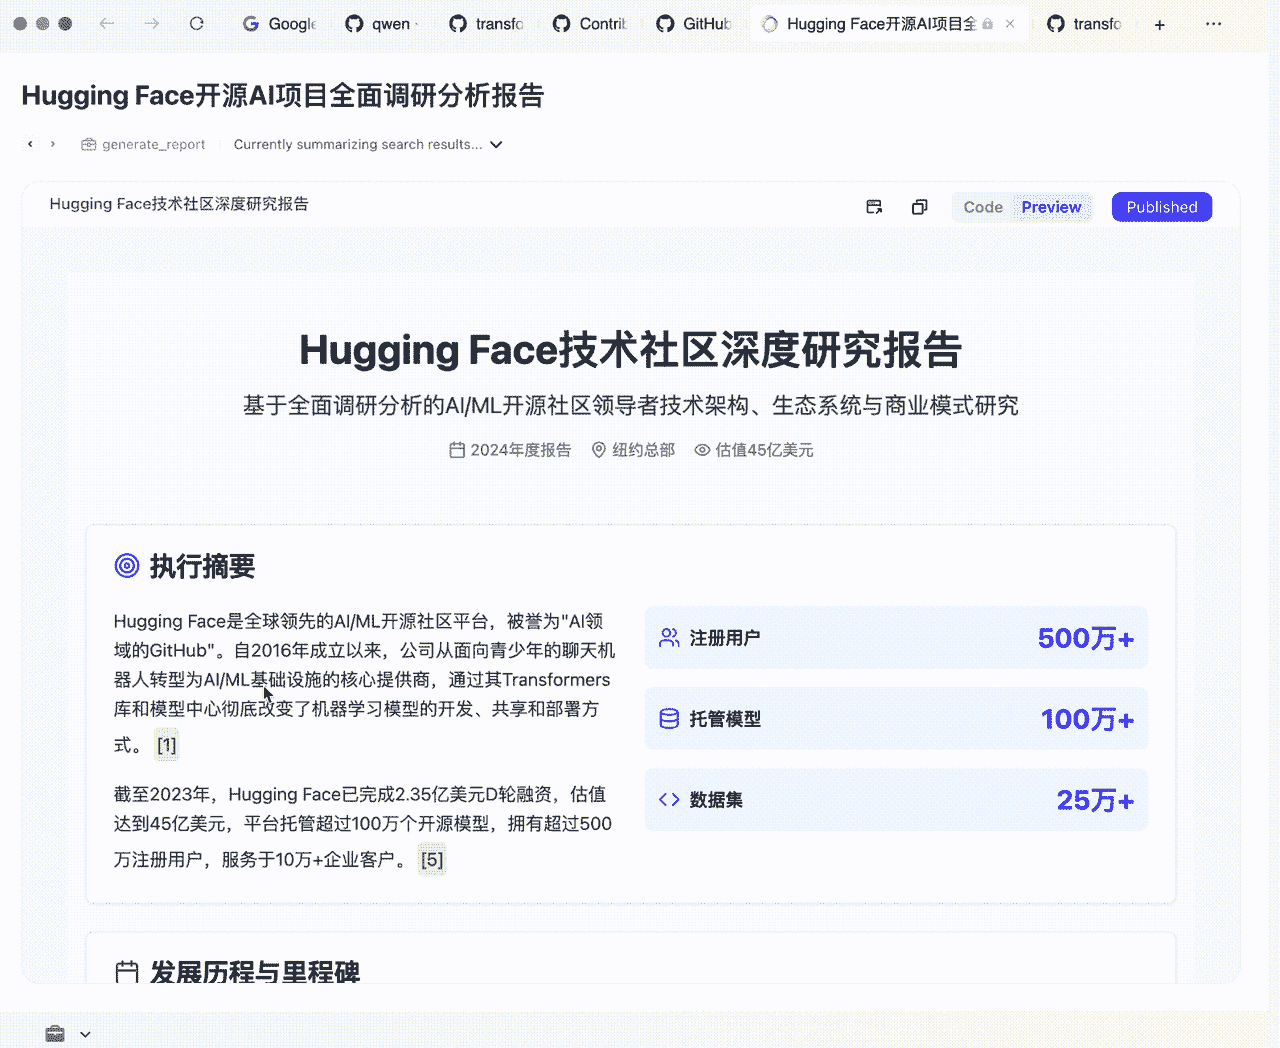 Google
qwen
transfo
Contrib
GitHub
Hugging Face开源AI项目全
transfo
Hugging Face开源AI项目全面调研分析报告
generate_report
Currently summarizing search results...
Hugging Face技术社区深度研究报告
Code
Preview
Published
Hugging Face技术社区深度研究报告
基于全面调研分析的AI/ML开源社区领导者技术架构、生态系统与商业模式研究
2024年度报告 纽约总部 估值45亿美元
执行摘要
Hugging Face是全球领先的AI/ML开源社区平台，被誉为"AI领
域的GitHub"。自2016年成立以来，公司从面向青少年的聊天机
器人转型为AI/ML基础设施的核心提供商，通过其Transformers
库和模型中心彻底改变了机器学习模型的开发、共享和部署方
式。 [1]
截至2023年，Hugging Face已完成2.35亿美元D轮融资，估值
达到45亿美元，平台托管超过100万个开源模型，拥有超过500
万注册用户，服务于10万+企业客户。 [5]
注册用户 500万+
托管模型 100万+
数据集 25万+
发展历程与里程碑